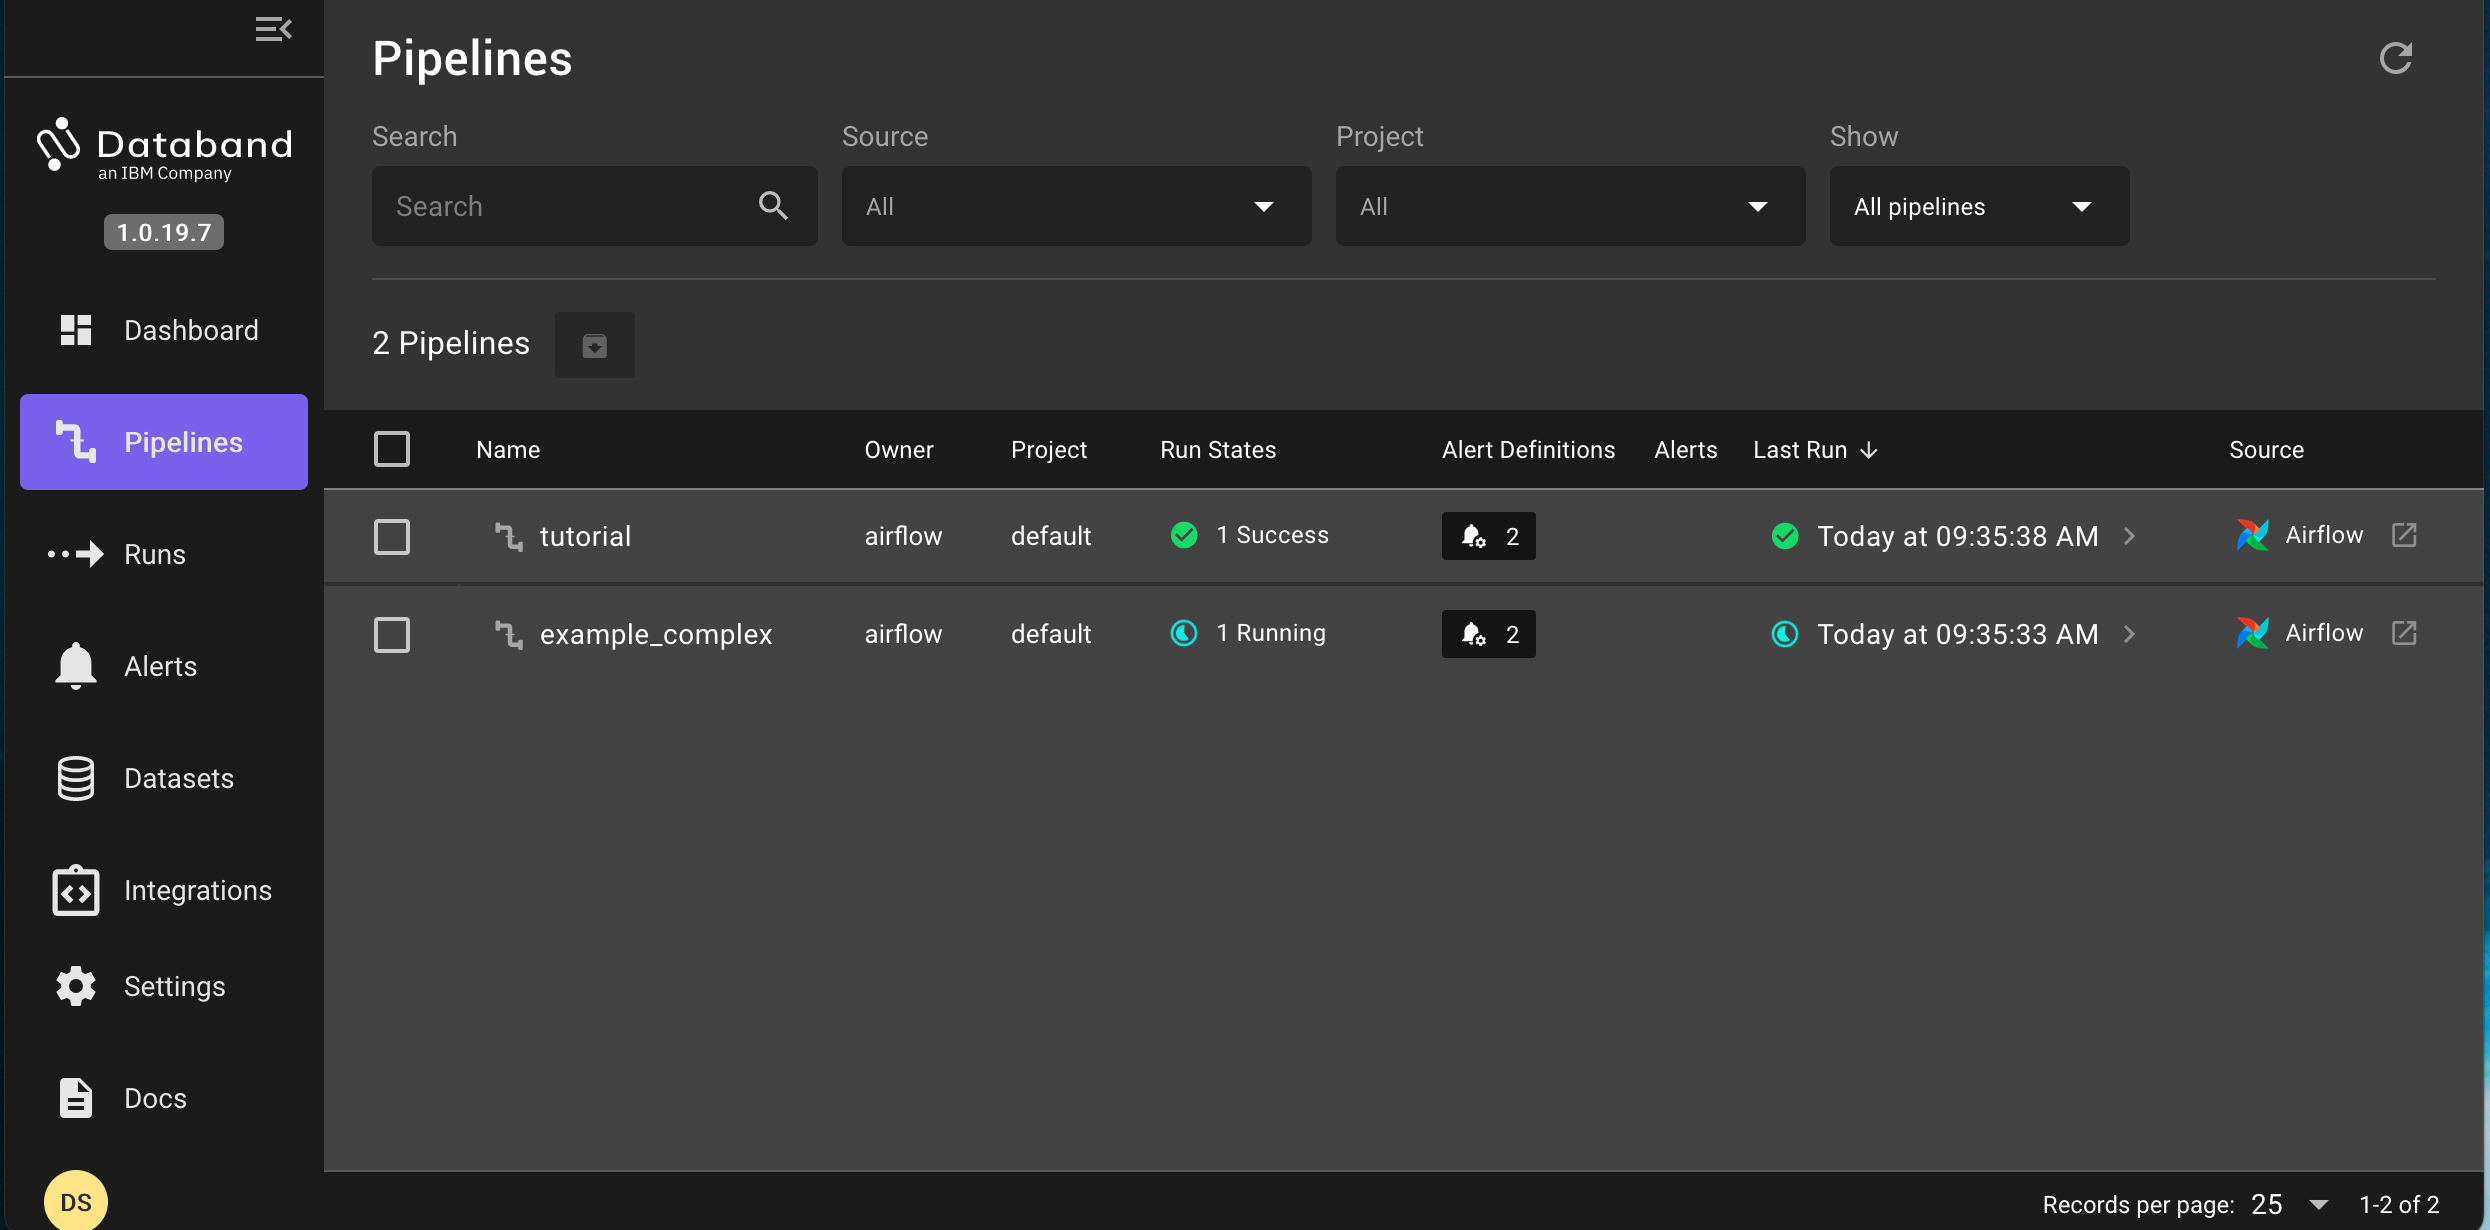 Databand
an IBM Company
1.0.19.7
Dashboard
Pipelines
Runs
Alerts
Datasets
Integrations
Settings
Docs
DS
Pipelines
Search Source Project Show
Search All All All pipelines
2 Pipelines
Name Owner Project Run States Alert Definitions Alerts Last Run Source
tutorial airflow default 1 Success 2 Today at 09:35:38 AM Airflow
example_complex airflow default 1 Running 2 Today at 09:35:33 AM Airflow
Records per page: 25 1-2 of 2